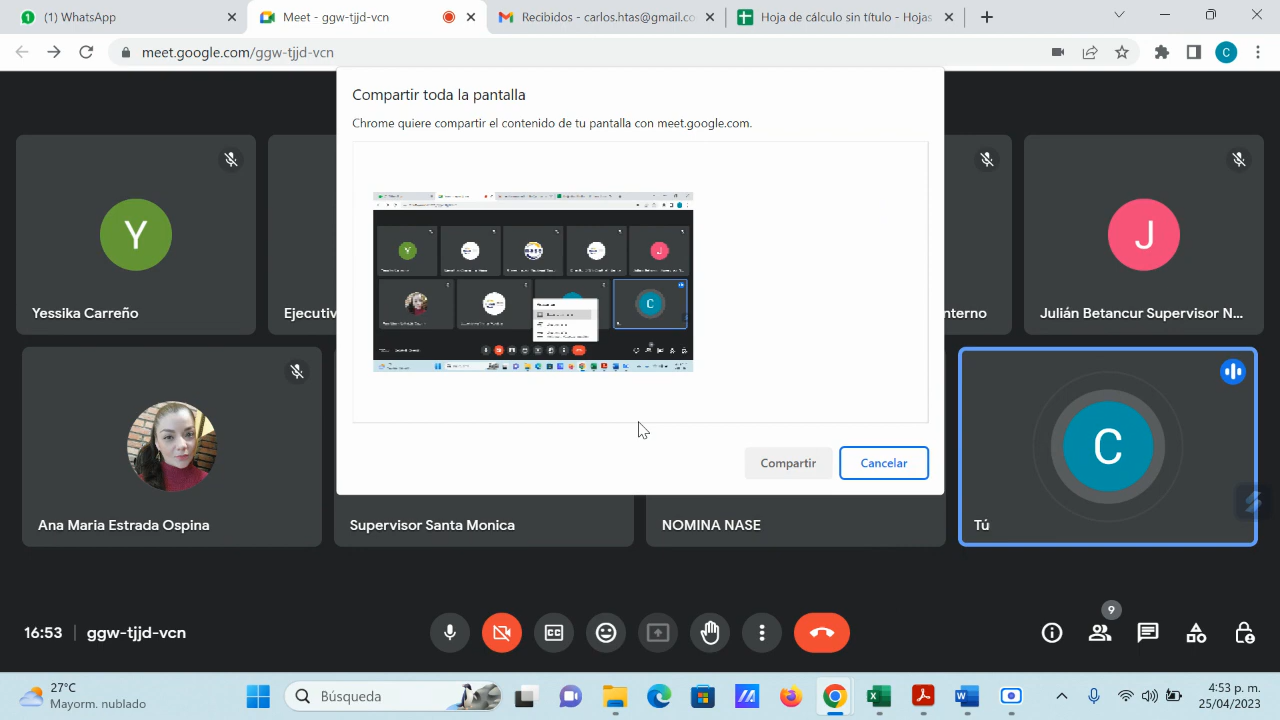 (1) WhatsApp
Meet - ggw-tjjd-vcn
Recibidos - carlos.htas@gmail.co
Hoja de cálculo sin título - Hojas
meet.google.com/ggw-tjjd-vcn
C
Compartir toda la pantalla
Chrome quiere compartir el contenido de tu pantalla con meet.google.com.
Y
Yessika Carreño
Ejecutiv
nterno
J
Julián Betancur Supervisor N...
C
Compartir
Cancelar
Ana Maria Estrada Ospina
Supervisor Santa Monica
NOMINA NASE
C
Tú
16:53
ggw-tjjd-vcn
9
27°C
Mayorm. nublado
Búsqueda
4:53 p. m.
25/04/2023